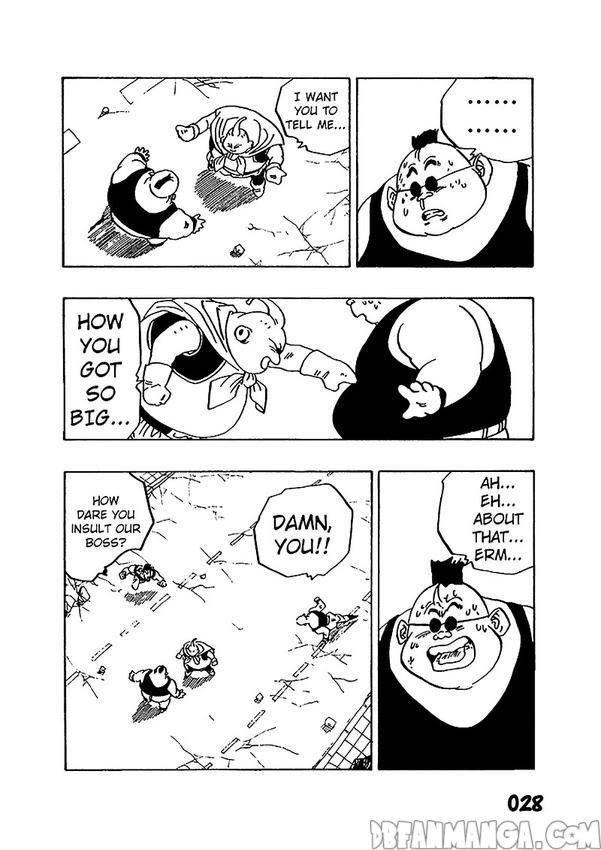 I WANT
YOU TO
TELL ME...
......
......
HOW
YOU
GOT
SO
BIG...
HOW
DARE YOU
INSULT OUR
BOSS?
DAMN,
YOU!!
AH...
EH...
ABOUT
THAT...
ERM...
028
DBFANMANGA.COM